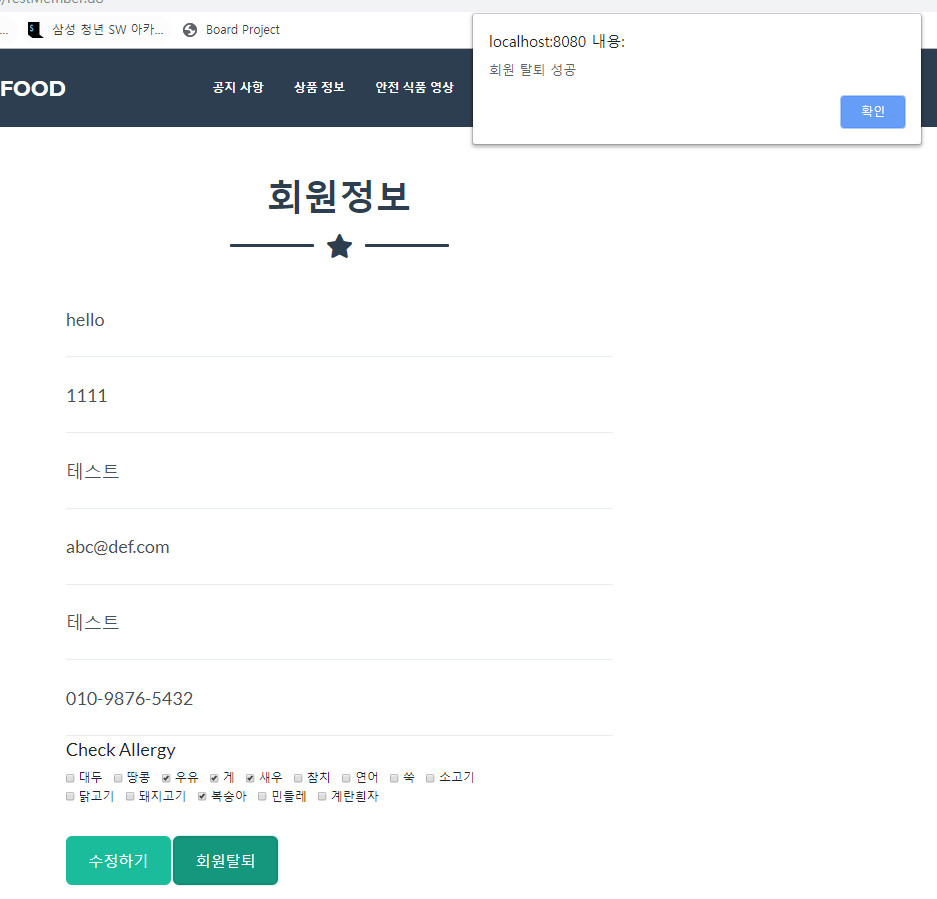 /restMember.do
... 삼성 청년 SW 아카... Board Project
localhost:8080 내용:
회원 탈퇴 성공
확인
FOOD 공지 사항 상품 정보 안전 식품 영상
회원정보
hello
1111
테스트
abc@def.com
테스트
010-9876-5432
Check Allergy
대두 땅콩 우유 게 새우 참치 연어 쑥 소고기
닭고기 돼지고기 복숭아 민들레 계란흰자
수정하기 회원탈퇴